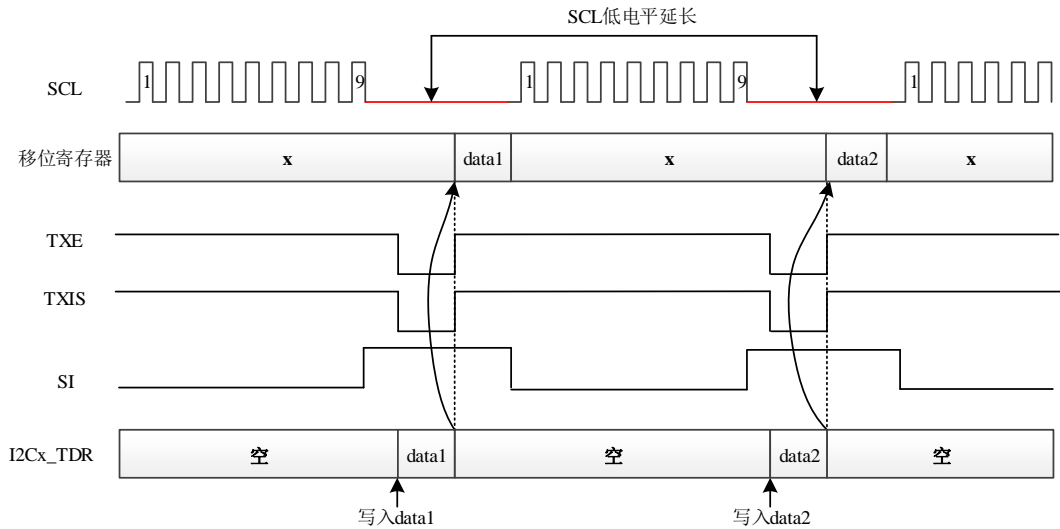 SCL低电平延长
SCL 1 9 1 9 1
移位寄存器 x data1 x data2 x
TXE
TXIS
SI
I2Cx_TDR 空 data1 空 data2 空
写入data1 写入data2